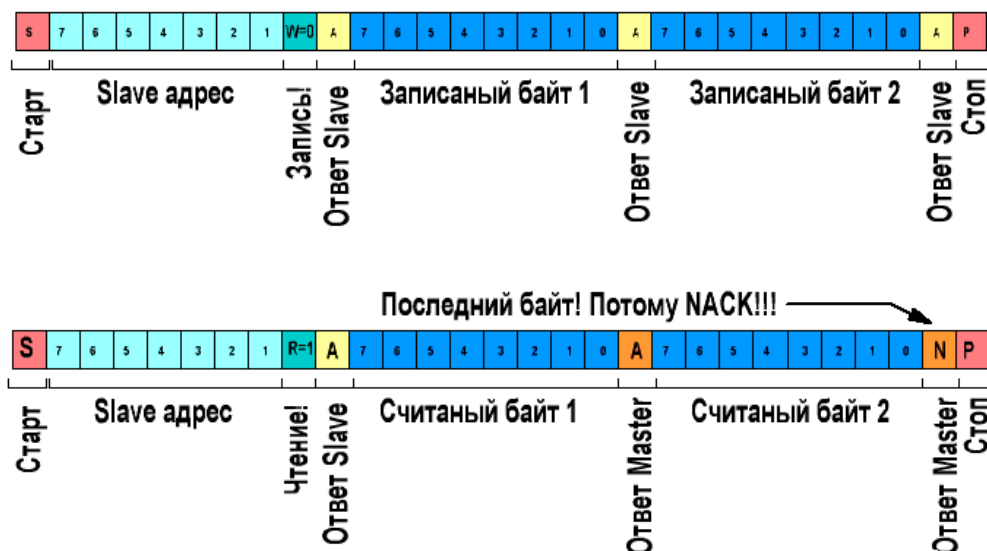 S 7 6 5 4 3 2 1 W=0 A 7 6 5 4 3 2 1 0 A 7 6 5 4 3 2 1 0 A P
Старт Slave адрес Запись! Ответ Slave Записаный байт 1 Ответ Slave Записаный байт 2 Ответ Slave Стоп
Последний байт! Потому NACK!!!
S 7 6 5 4 3 2 1 R=1 A 7 6 5 4 3 2 1 0 A 7 6 5 4 3 2 1 0 N P
Старт Slave адрес Чтение! Ответ Slave Считаный байт 1 Ответ Master Считаный байт 2 Ответ Master Стоп